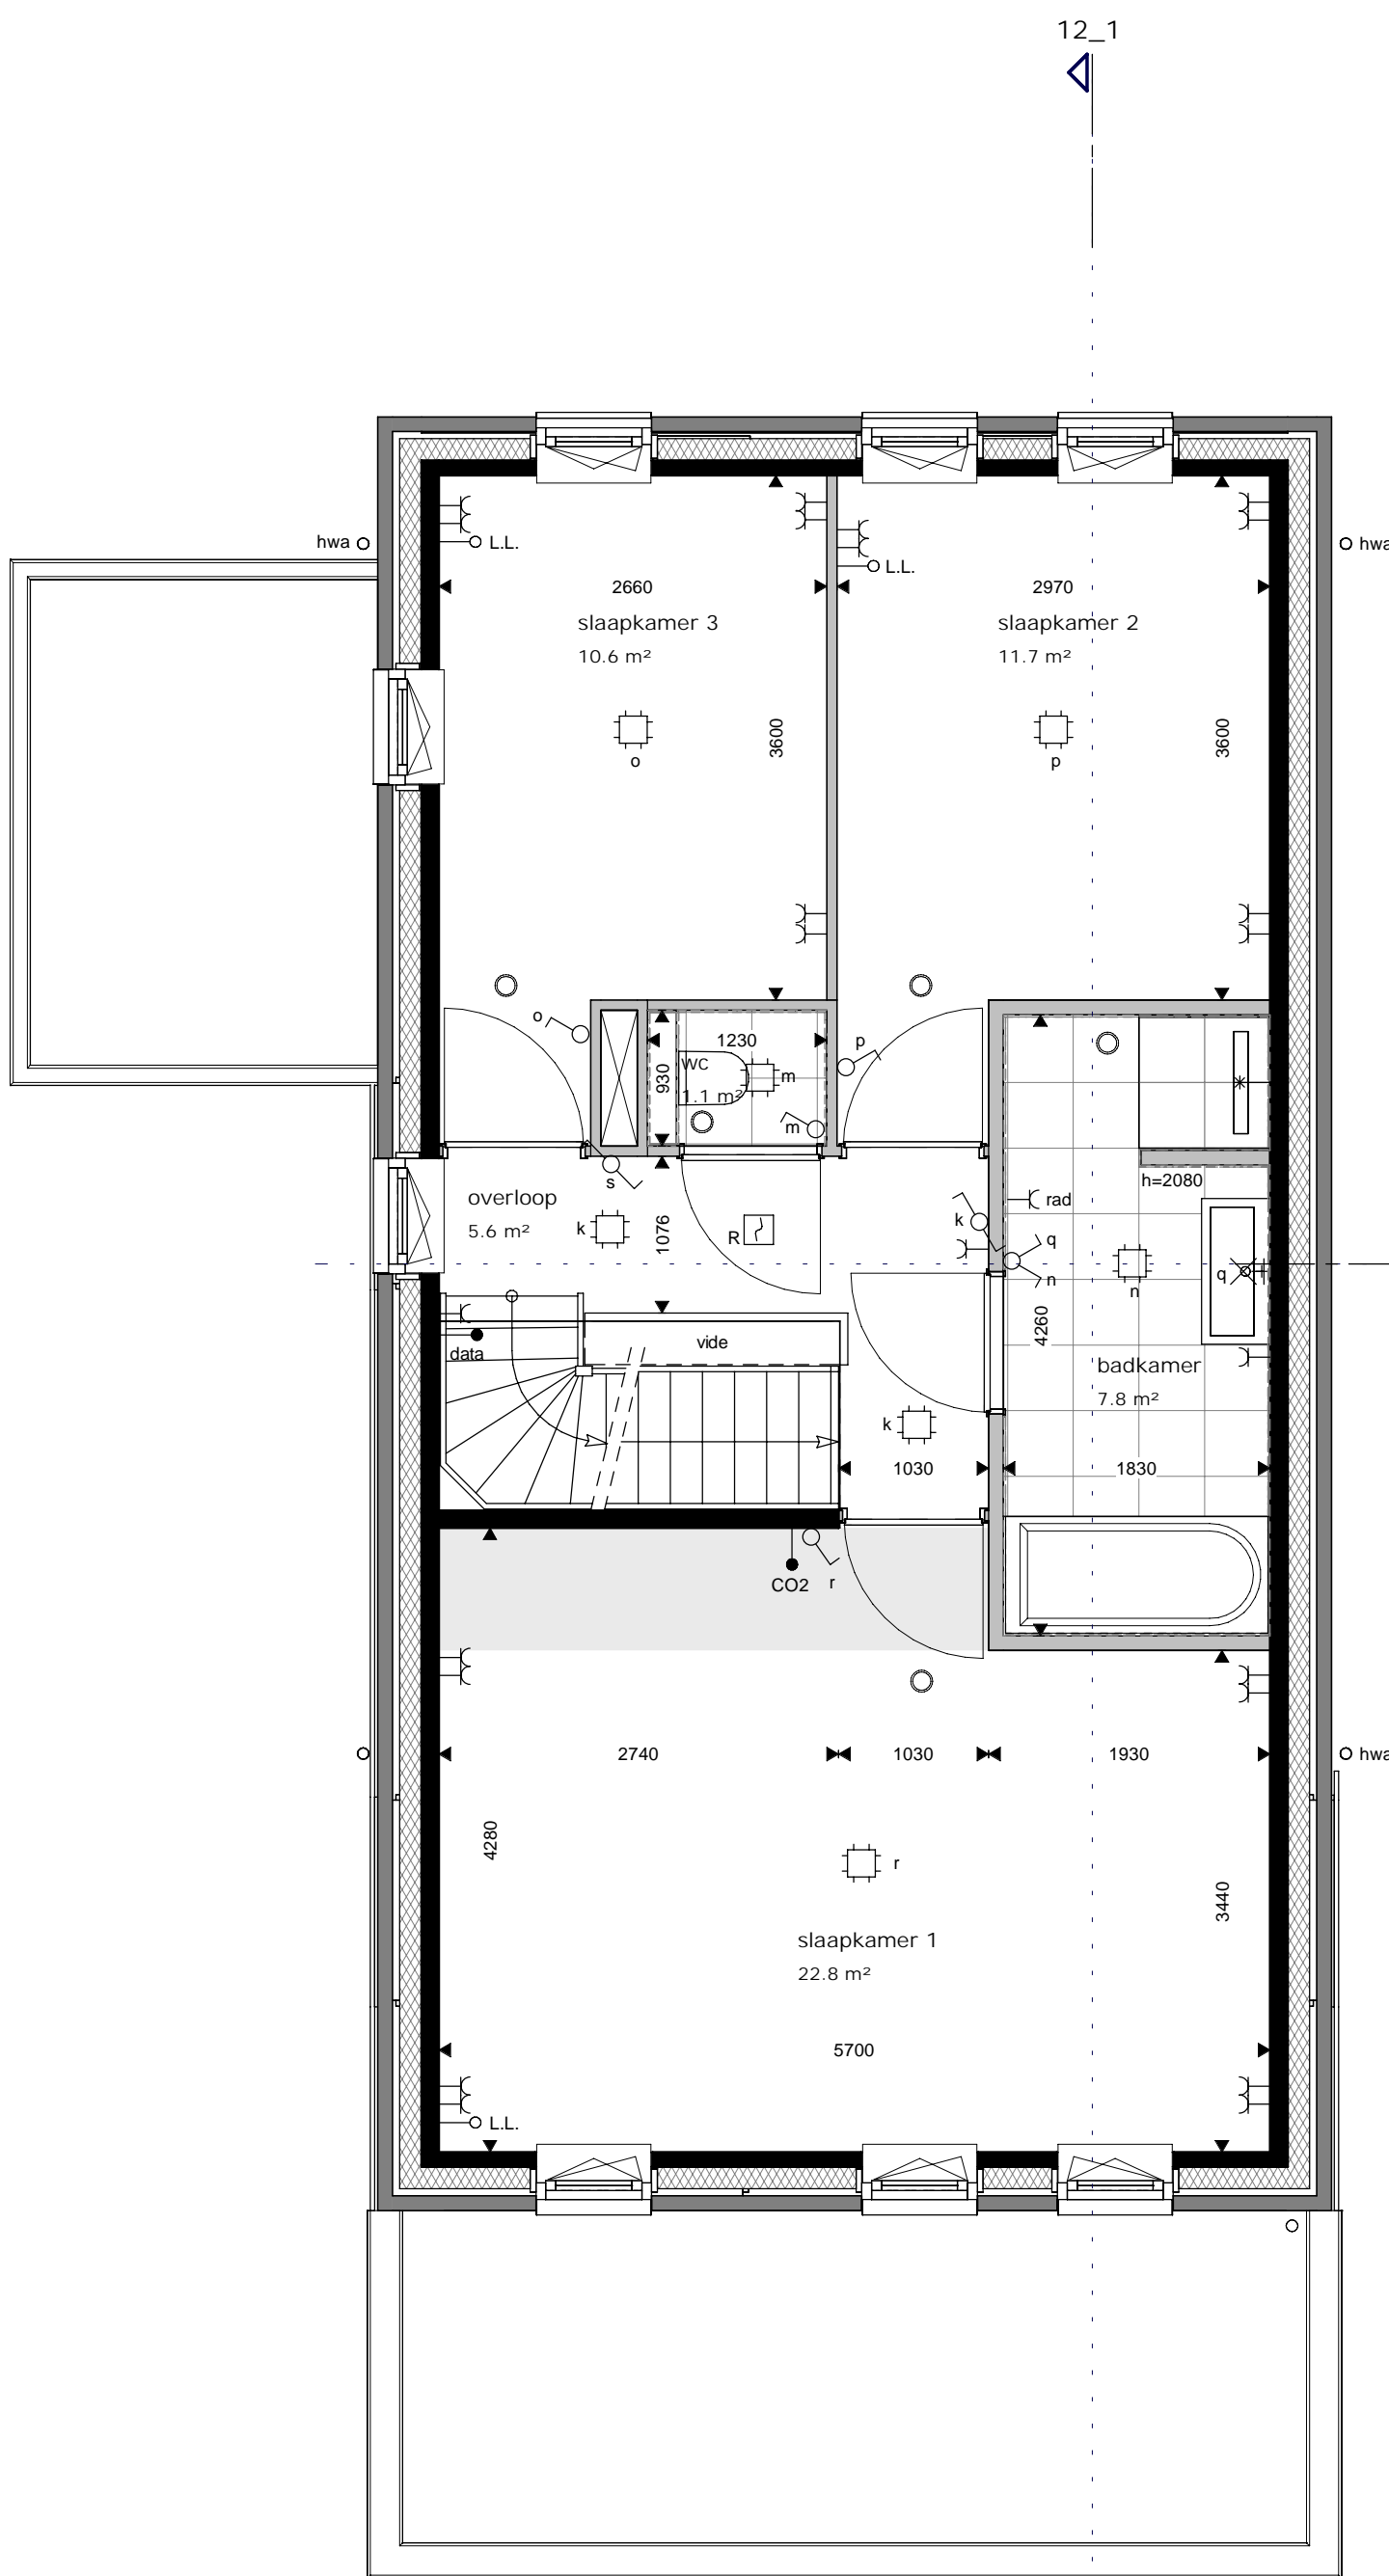 12_1
hwa
hwa
L.L.
L.L.
2660
2970
slaapkamer 3
slaapkamer 2
10.6 m²
11.7 m²
3600
3600
o
p
o
p
1230
WC
930
m
1.1 m²
m
h=2080
s
overloop
rad
k
5.6 m²
k
1076
R
q
n
q
n
4260
vide
data
badkamer
7.8 m²
k
1030
1830
CO2
r
2740
1030
1930
hwa
4280
r
3440
slaapkamer 1
22.8 m²
5700
L.L.